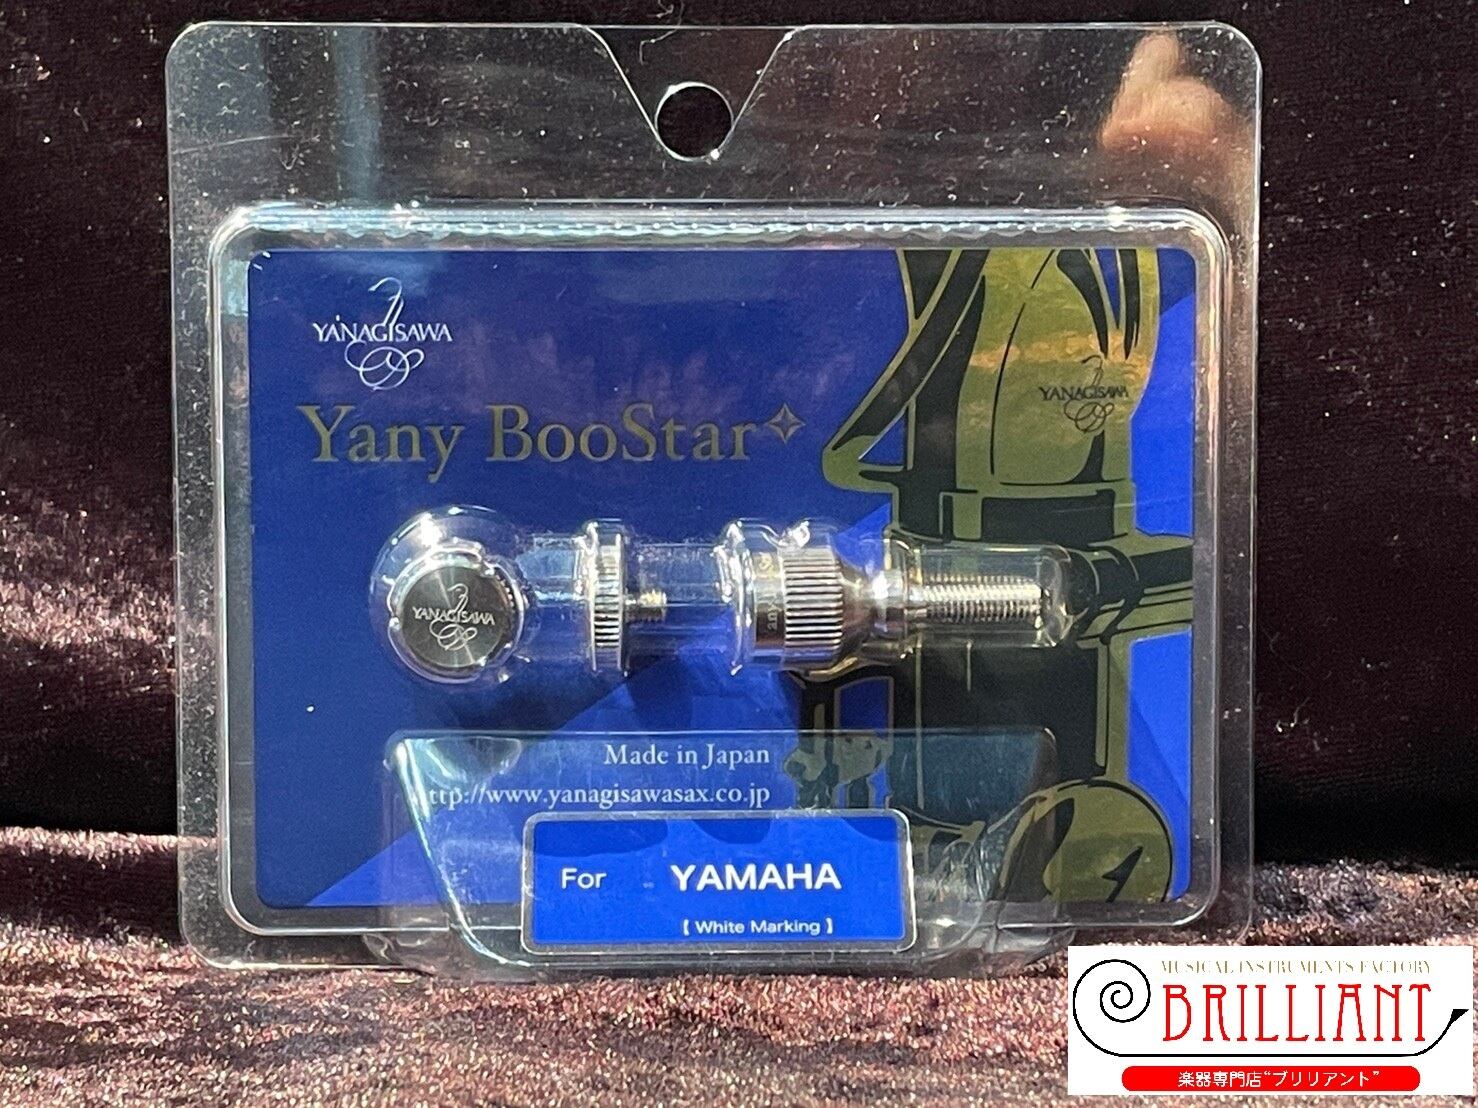 YANAGISAWA
Yany BooStar
YANAGISAWA
YANAGISAWA
Made in Japan
ttp://www.yanagisawasax.co.jp
For YAMAHA
【 White Marking 】
MUSICAL INSTRUMENTS FACTORY
BRILLIANT
楽器専門店“ブリリアント”